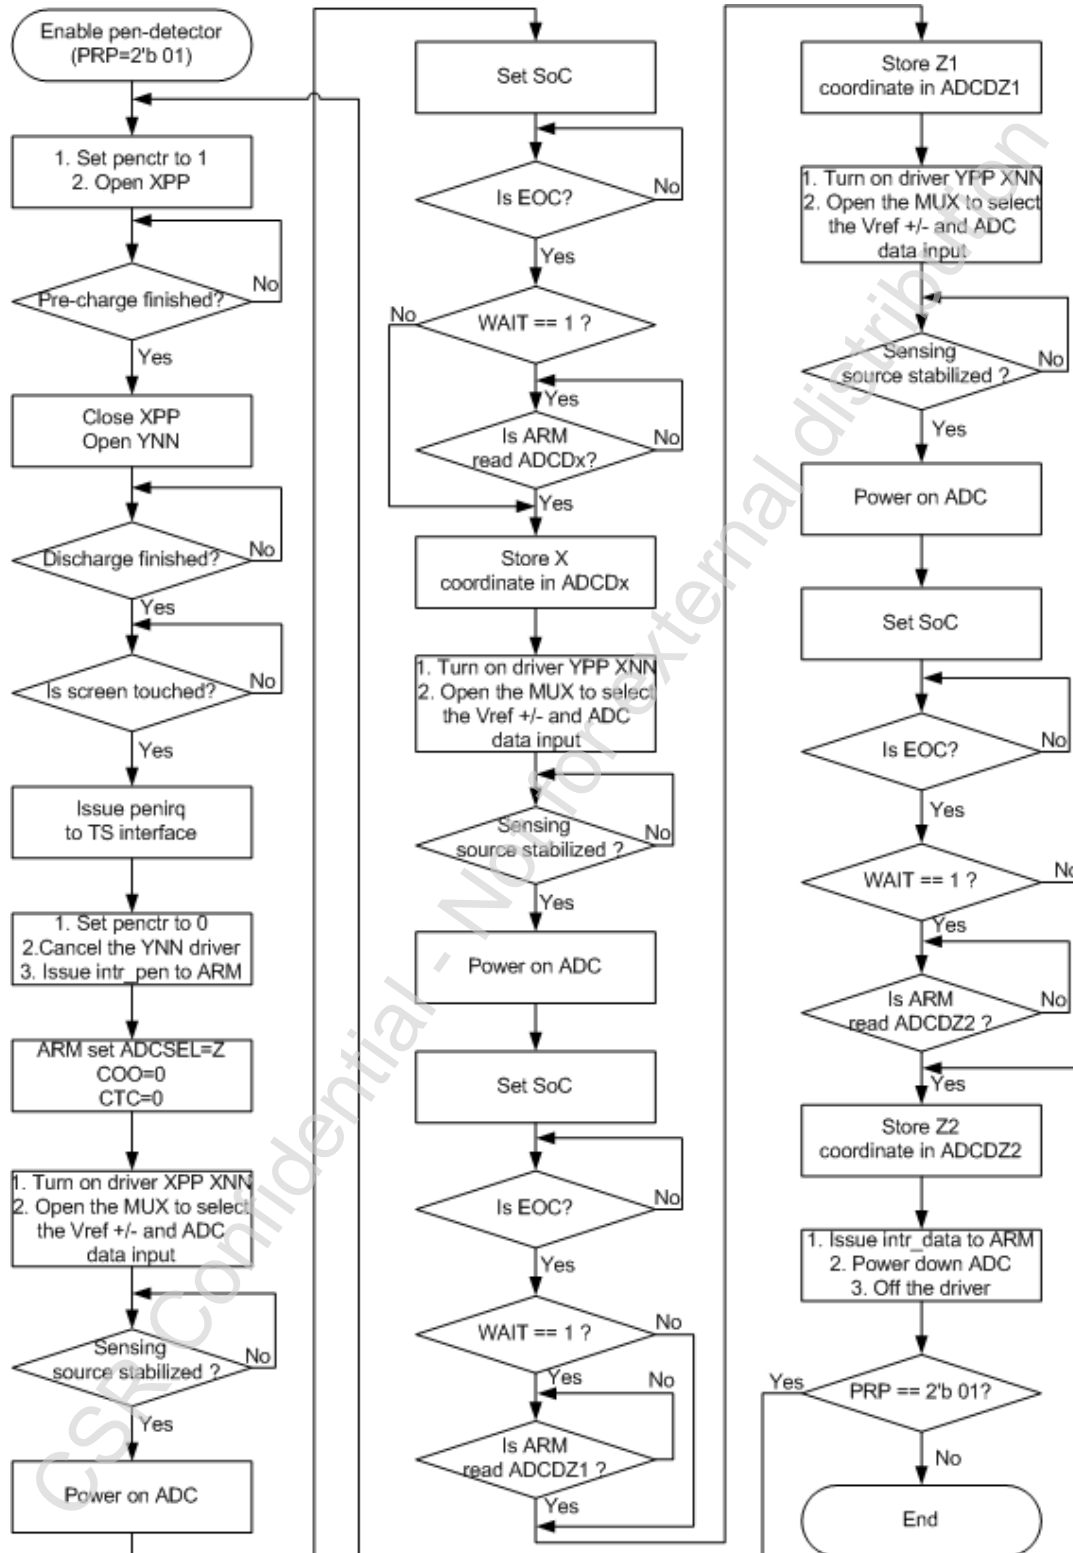 Enable pen-detector
(PRP=2'b 01)
1. Set penctr to 1
2. Open XPP
Pre-charge finished?
No
Yes
Close XPP
Open YNN
Discharge finished?
No
Yes
Is screen touched?
No
Yes
Issue penirq
to TS interface
1. Set penctr to 0
2.Cancel the YNN driver
3. Issue intr_pen to ARM
ARM set ADCSEL=Z
COO=0
CTC=0
1. Turn on driver XPP XNN
2. Open the MUX to select
the Vref +/- and ADC
data input
Sensing
source stabilized ?
No
Yes
Power on ADC
Set SoC
Is EOC?
No
Yes
No
WAIT == 1 ?
Yes
Is ARM
read ADCDx?
No
Yes
Store X
coordinate in ADCDx
1. Turn on driver YPP XNN
2. Open the MUX to select
the Vref +/- and ADC
data input
Sensing
source stabilized ?
No
Yes
Power on ADC
Set SoC
Is EOC?
No
Yes
WAIT == 1 ?
No
Yes
No
Is ARM
read ADCDZ1 ?
Yes
Store Z1
coordinate in ADCDZ1
1. Turn on driver YPP XNN
2. Open the MUX to select
the Vref +/- and ADC
data input
Sensing
source stabilized ?
No
Yes
Power on ADC
Set SoC
Is EOC?
No
Yes
WAIT == 1 ?
No
Yes
Is ARM
read ADCDZ2 ?
No
Yes
Store Z2
coordinate in ADCDZ2
1. Issue intr_data to ARM
2. Power down ADC
3. Off the driver
Yes
PRP == 2'b 01?
No
End
CSR Confidential - Not for external distribution